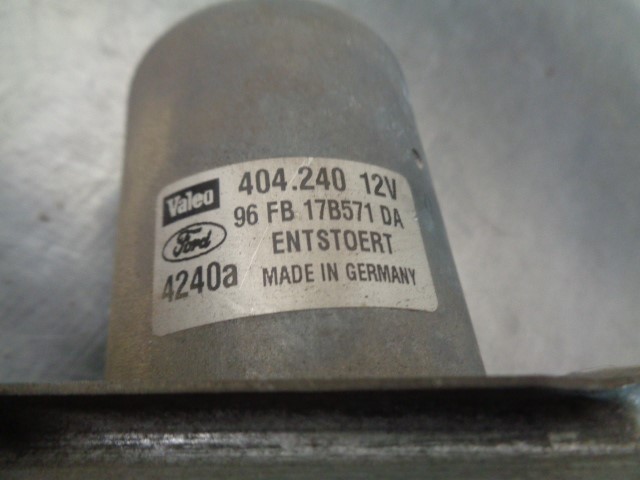 Valeo 404.240 12V
96 FB 17B571 DA
Ford ENTSTOERT
4240a MADE IN GERMANY